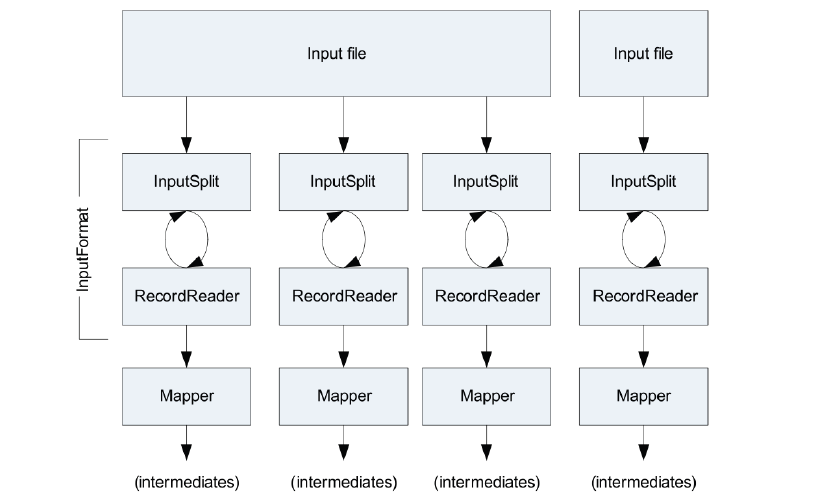 Input file
Input file
InputSplit
InputSplit
InputSplit
InputSplit
InputFormat
RecordReader
RecordReader
RecordReader
RecordReader
Mapper
Mapper
Mapper
Mapper
(intermediates)
(intermediates)
(intermediates)
(intermediates)